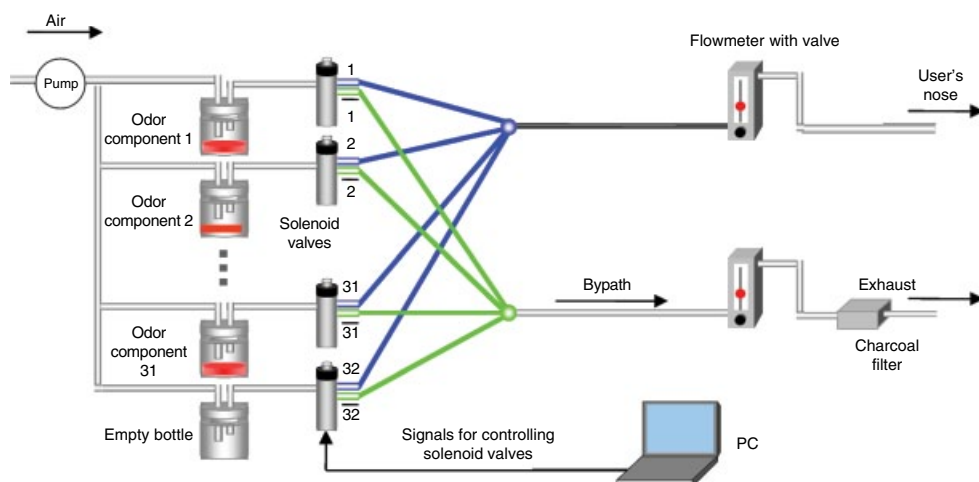 Air
Pump
Odor
component 1
Odor
component 2
Odor
component
31
Empty bottle
Solenoid
valves
1
1
2
2
31
31
32
32
Flowmeter with valve
User's
nose
Bypath
Exhaust
Charcoal
filter
Signals for controlling
solenoid valves
PC